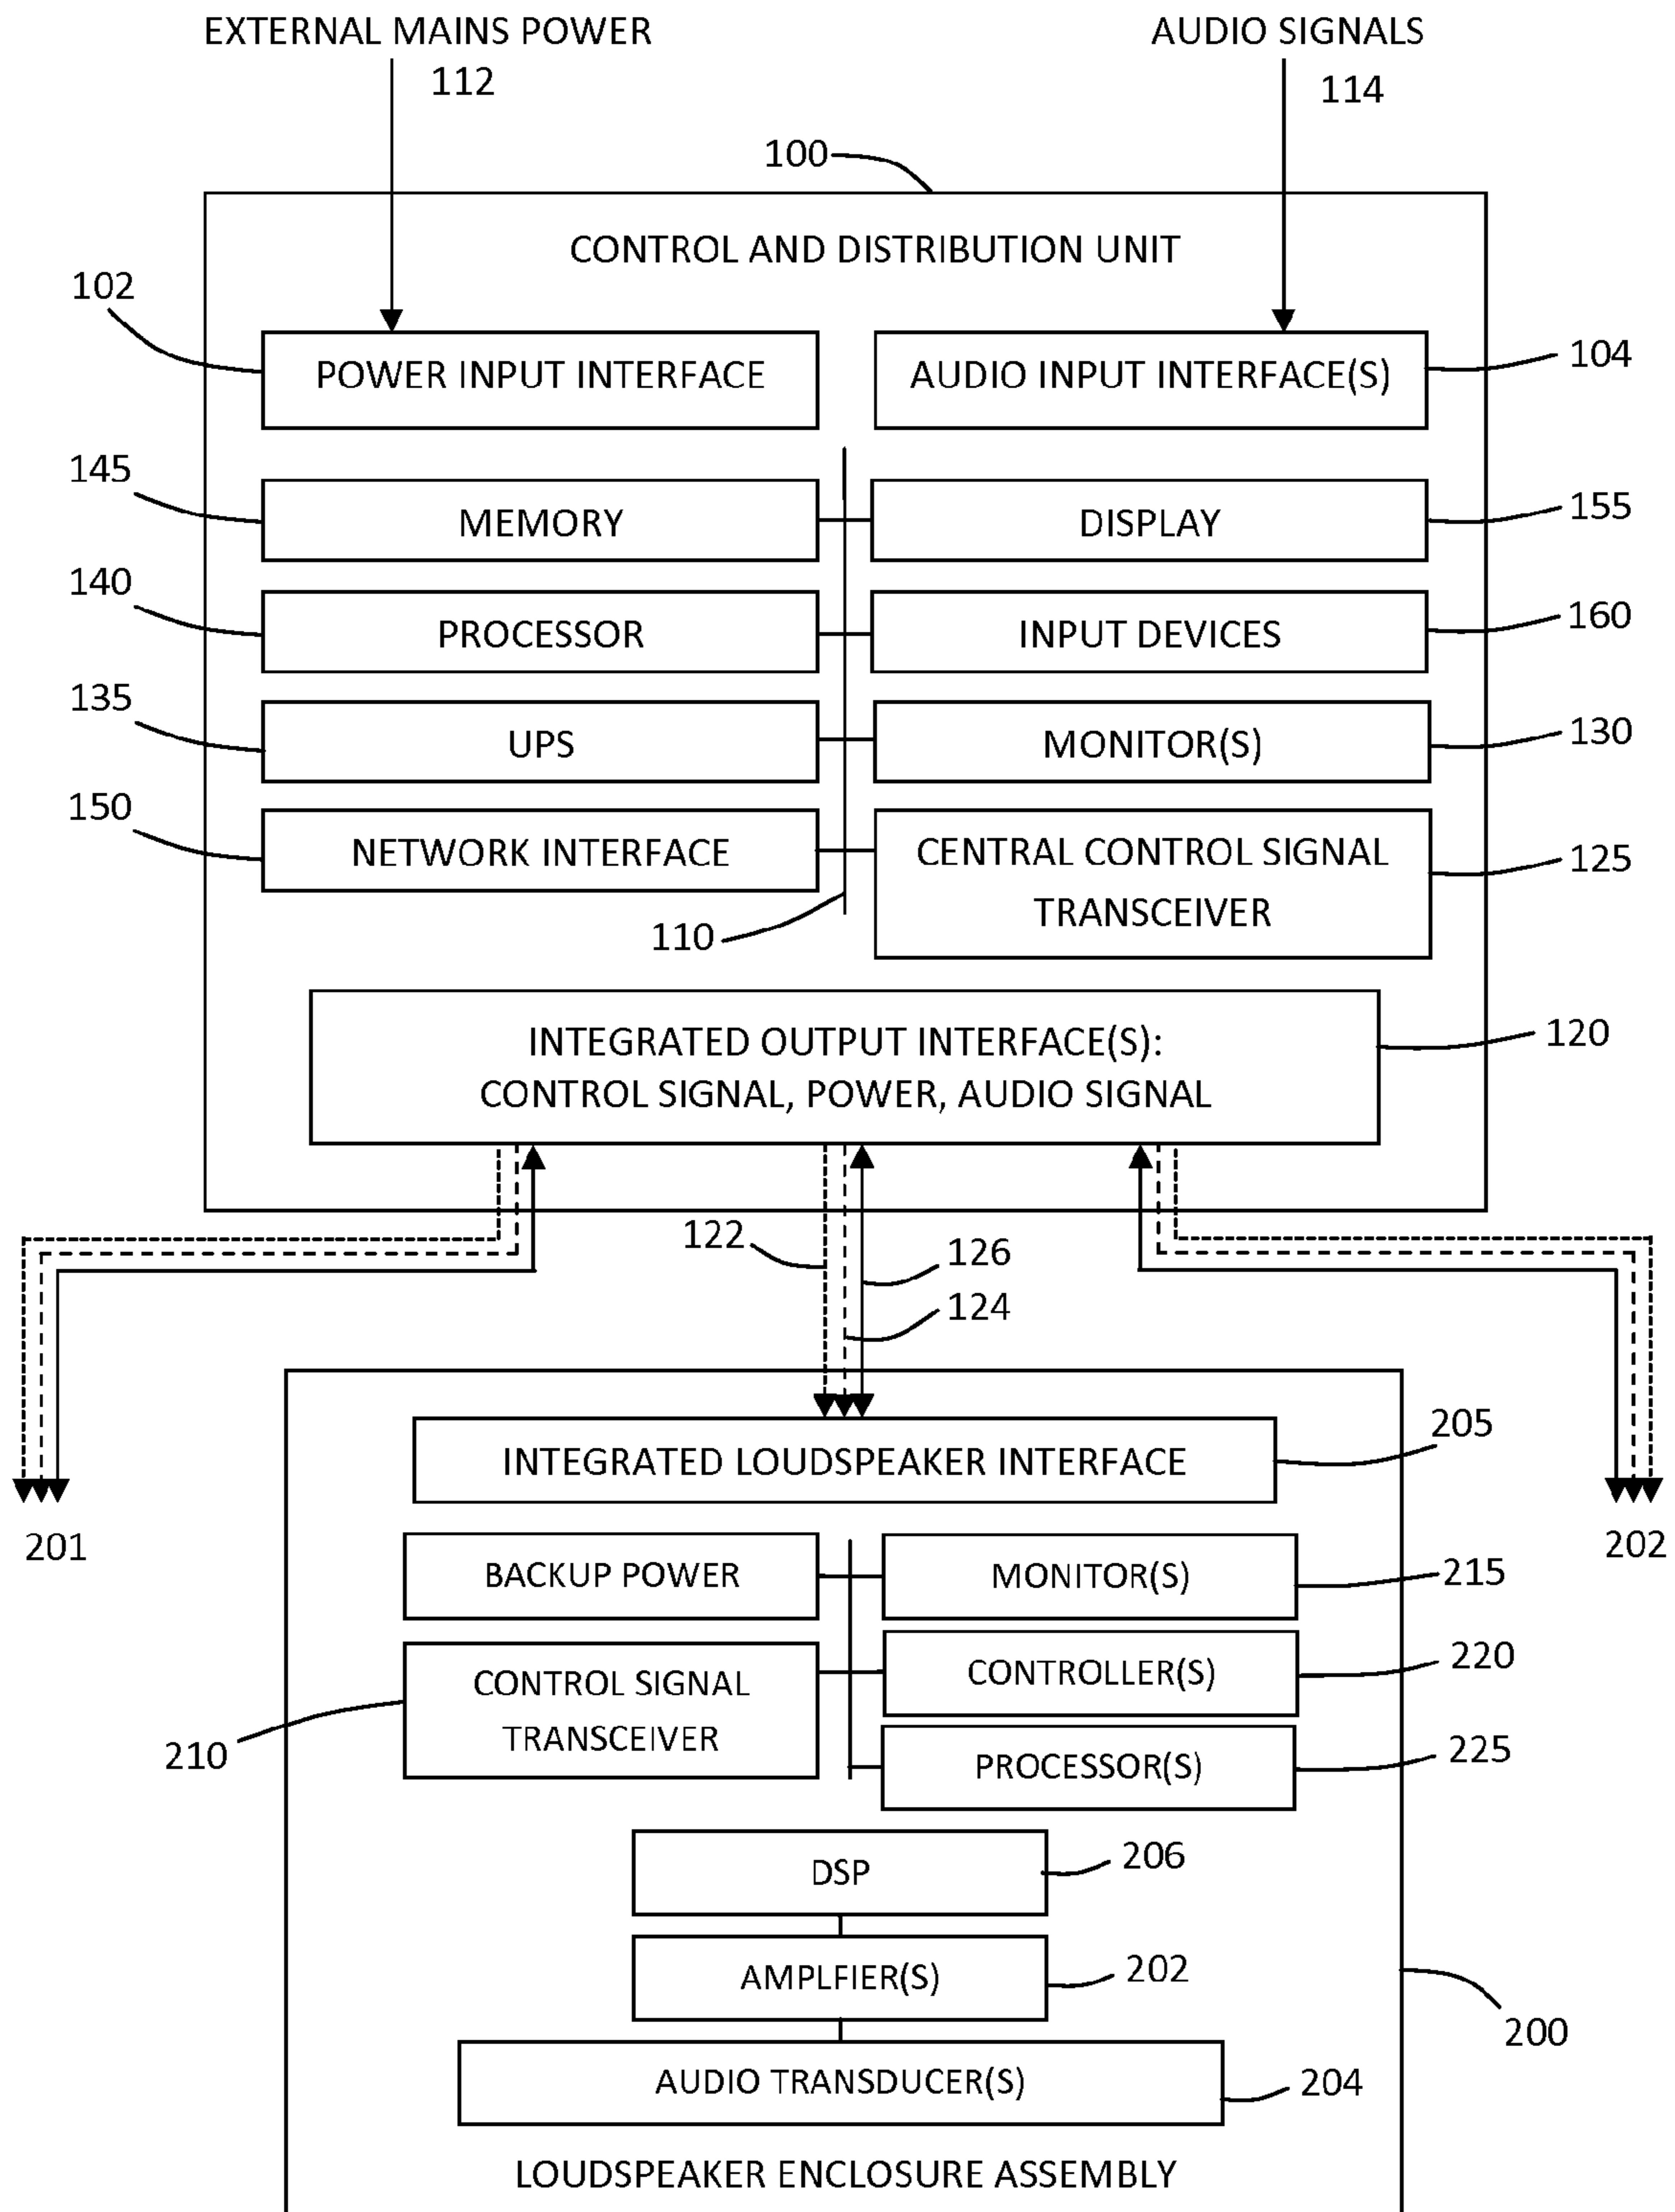 EXTERNAL MAINS POWER
112
AUDIO SIGNALS
114
100
CONTROL AND DISTRIBUTION UNIT
102
POWER INPUT INTERFACE
AUDIO INPUT INTERFACE(S)
104
145
MEMORY
DISPLAY
155
140
PROCESSOR
INPUT DEVICES
160
135
UPS
MONITOR(S)
130
150
NETWORK INTERFACE
CENTRAL CONTROL SIGNAL
TRANSCEIVER
125
110
INTEGRATED OUTPUT INTERFACE(S):
CONTROL SIGNAL, POWER, AUDIO SIGNAL
120
122
126
124
201
202
INTEGRATED LOUDSPEAKER INTERFACE
205
BACKUP POWER
MONITOR(S)
215
CONTROL SIGNAL
TRANSCEIVER
210
CONTROLLER(S)
220
PROCESSOR(S)
225
DSP
206
AMPLFIER(S)
202
200
AUDIO TRANSDUCER(S)
204
LOUDSPEAKER ENCLOSURE ASSEMBLY